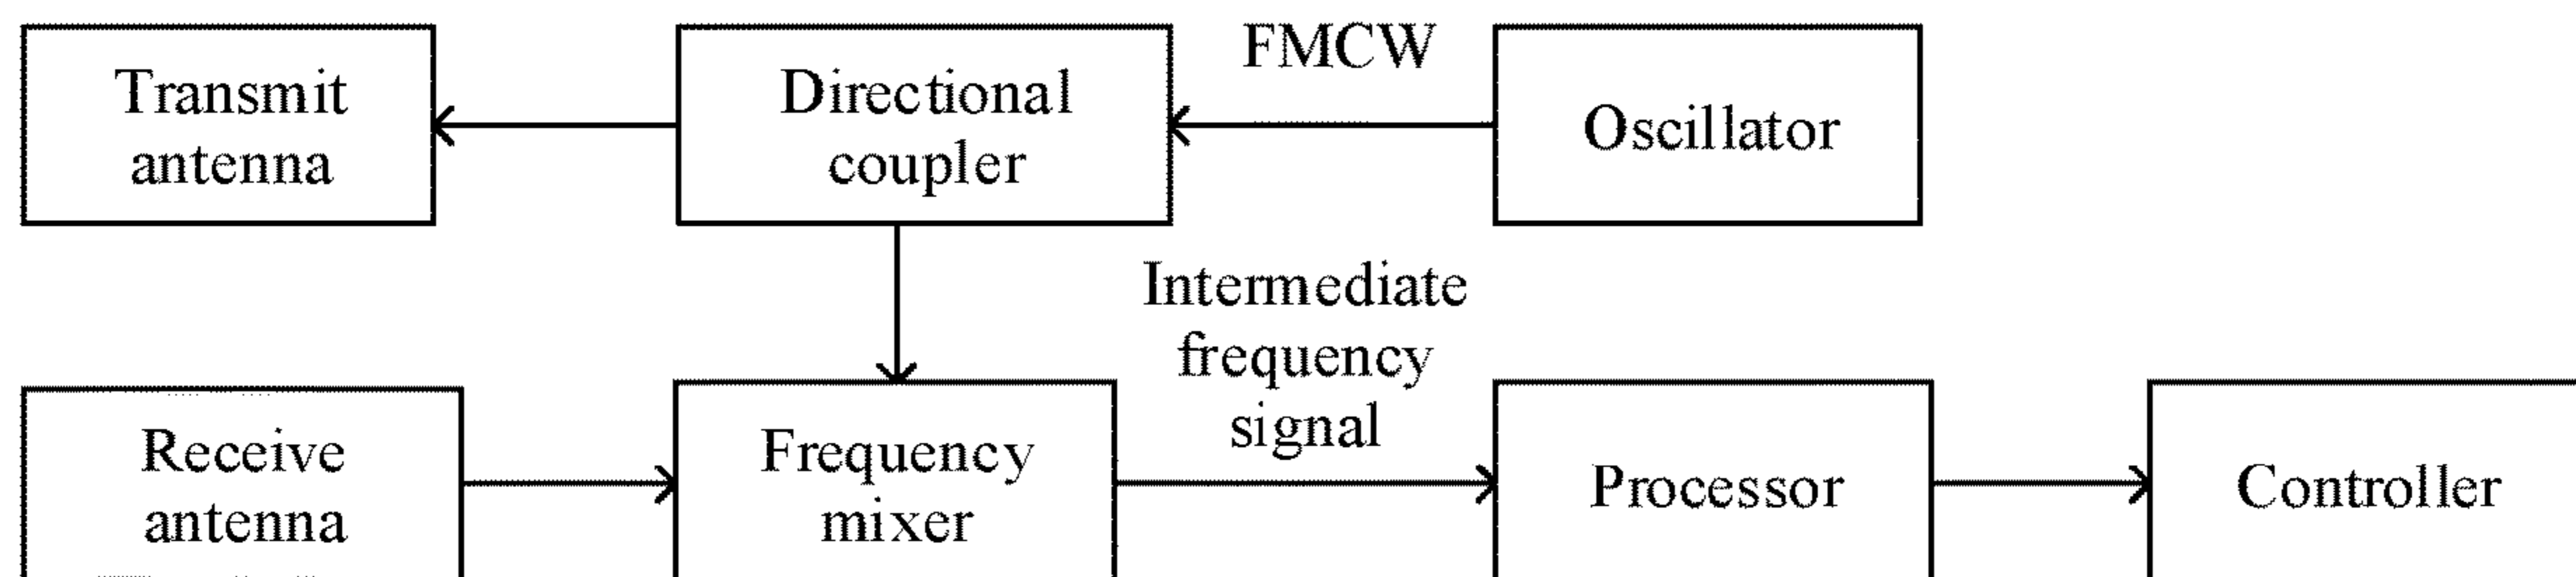 Transmit
antenna
Directional
coupler
FMCW
Oscillator
Intermediate
frequency
signal
Receive
antenna
Frequency
mixer
Processor
Controller